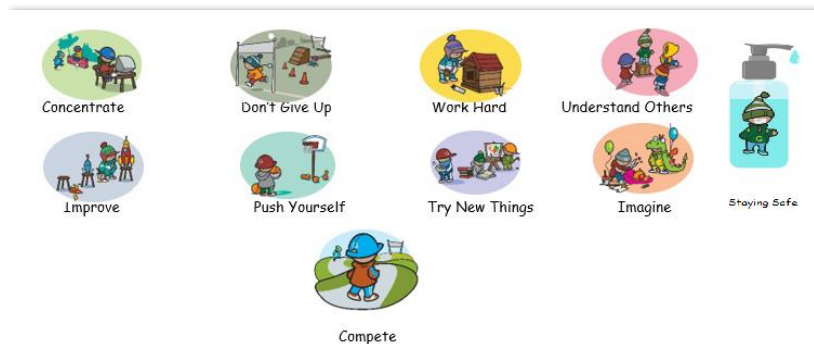 Concentrate
Don't Give Up
Work Hard
Understand Others
Improve
Push Yourself
Try New Things
Imagine
Staying Safe
Compete